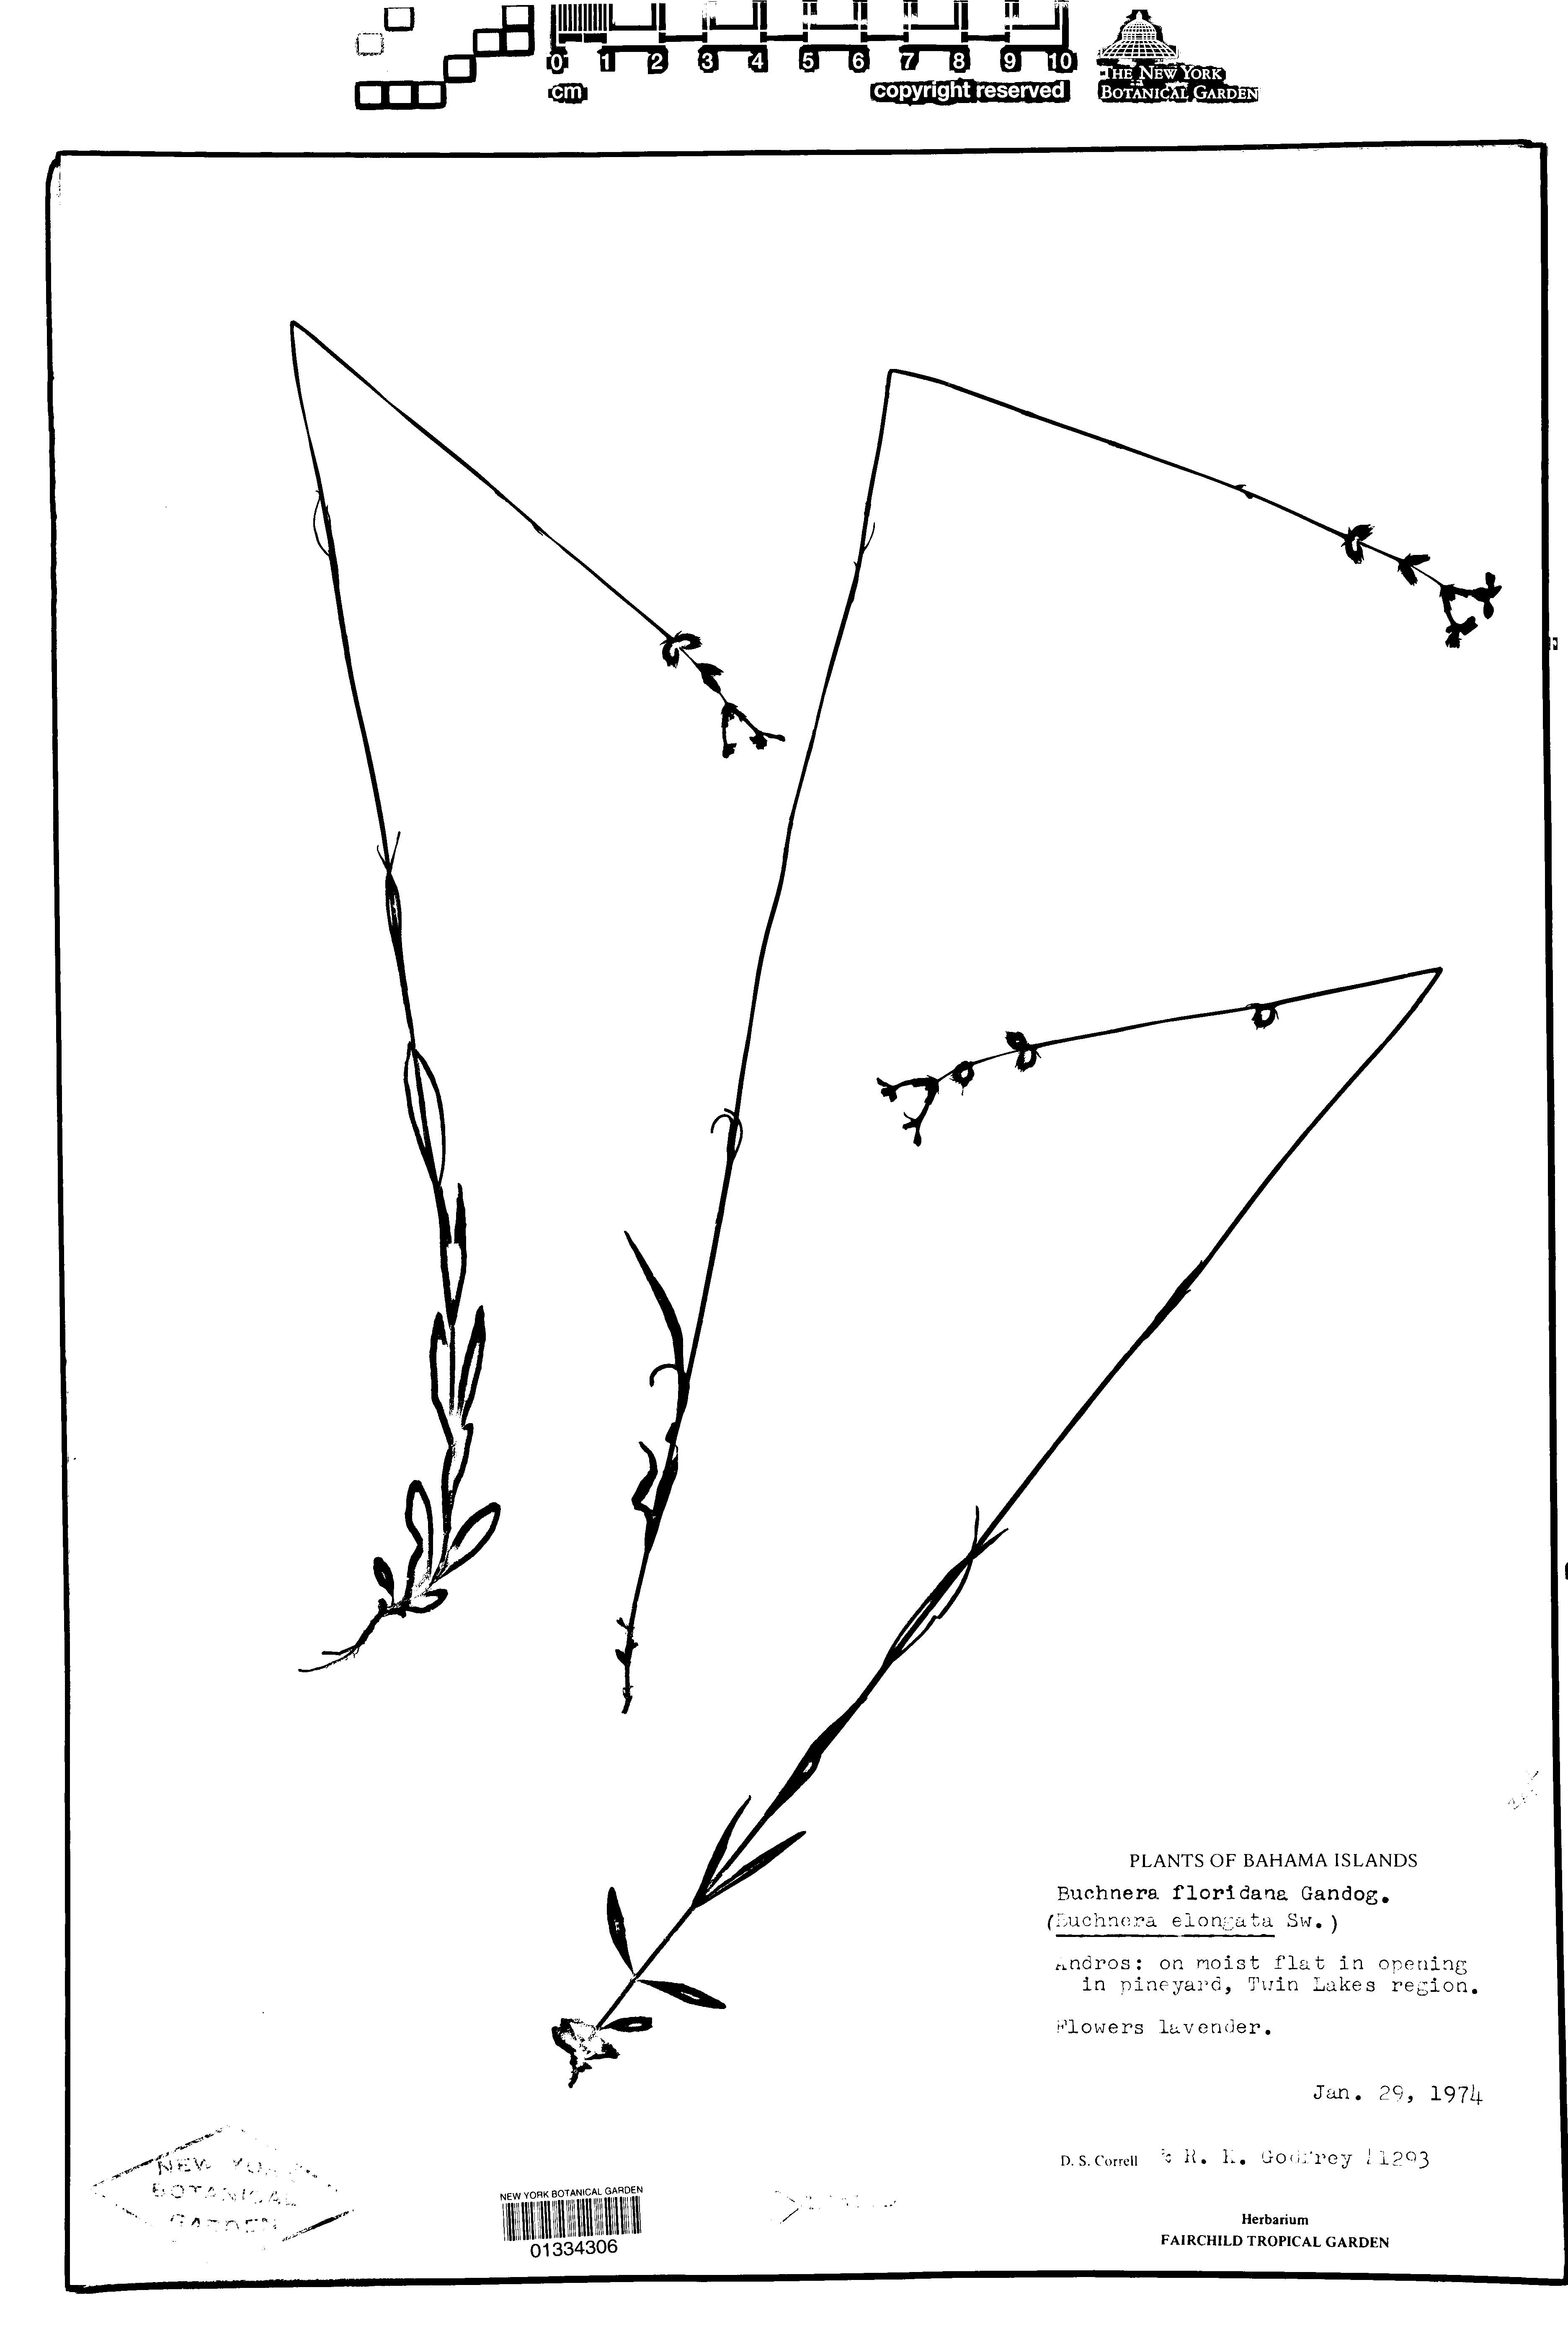 0 1 2 3 4 5 6 7 8 9 10
cm copyright reserved
THE NEW YORK
BOTANICAL GARDEN
PLANTS OF BAHAMA ISLANDS
Buchnera floridana Gandog.
(Buchnera elongata Sw.)
Andros: on moist flat in opening
in pineyard, Twin Lakes region.
Flowers lavender.
Jan. 29, 1974
D. S. Correll & R. K. Godfrey
Herbarium
FAIRCHILD TROPICAL GARDEN
NEW YORK
BOTANICAL
GARDEN
NEW YORK BOTANICAL GARDEN
01334306